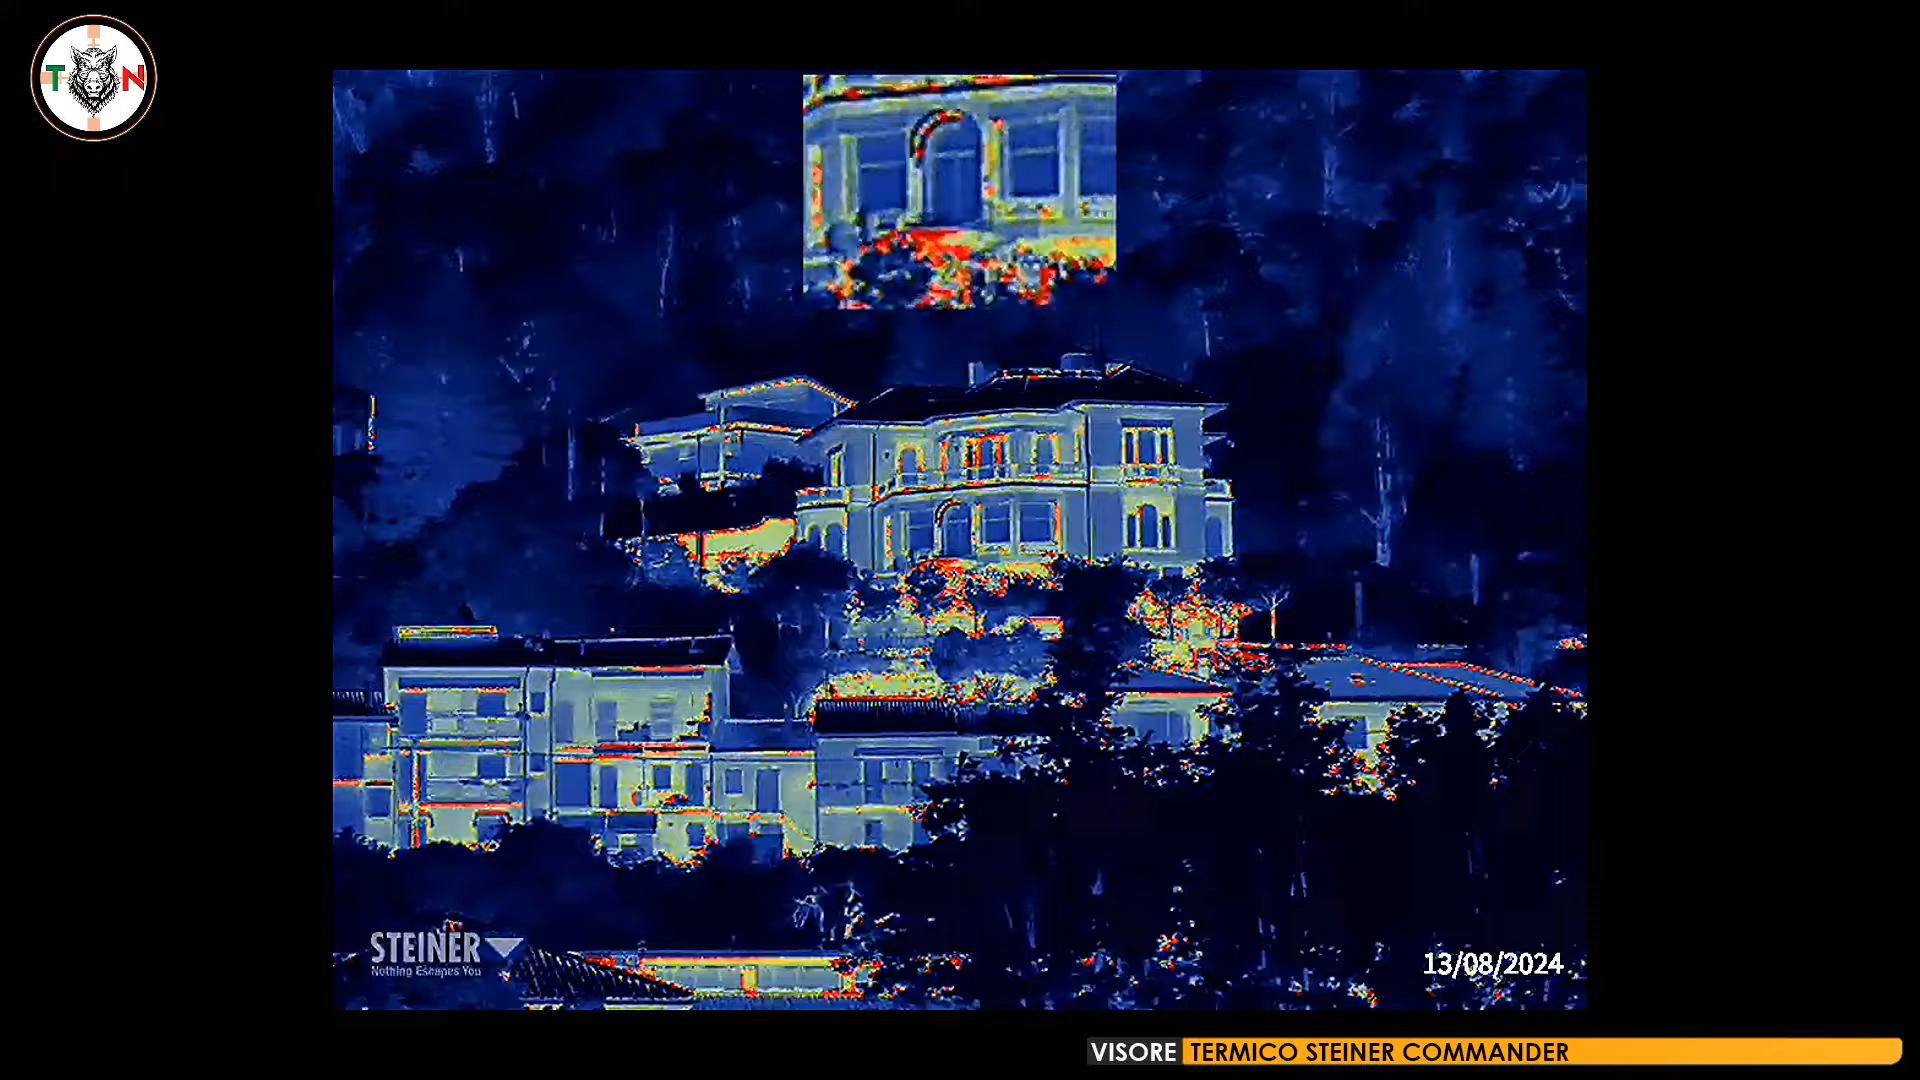 T N
STEINER
Nothing Escapes You
13/08/2024
VISORE TERMICO STEINER COMMANDER